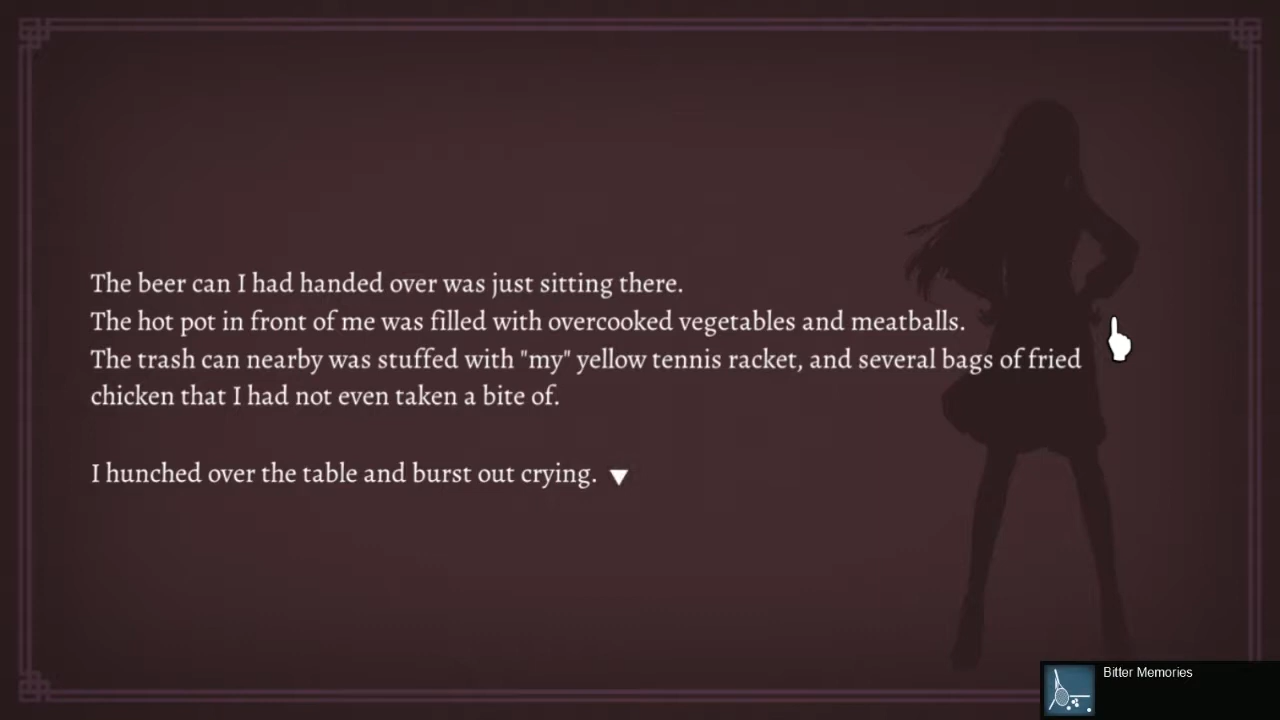 The beer can I had handed over was just sitting there.
The hot pot in front of me was filled with overcooked vegetables and meatballs.
The trash can nearby was stuffed with "my" yellow tennis racket, and several bags of fried
chicken that I had not even taken a bite of.
I hunched over the table and burst out crying.
Bitter Memories